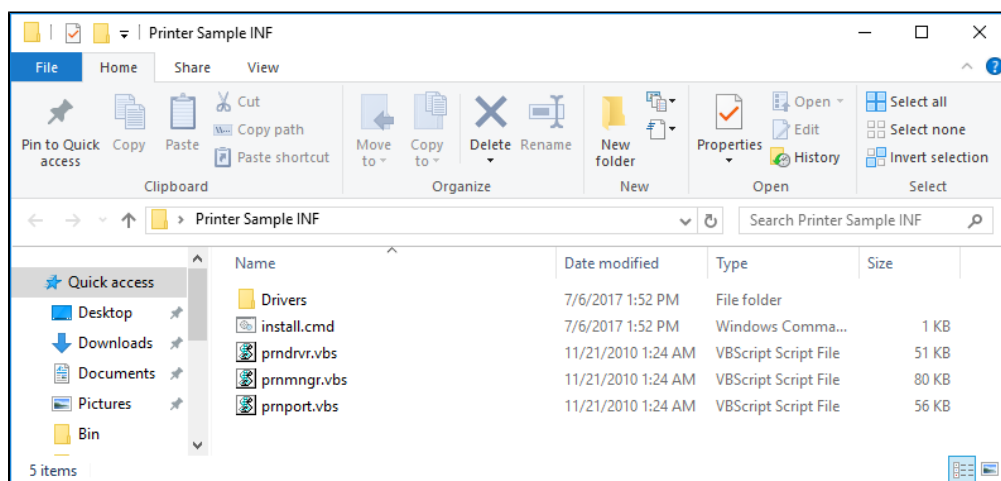 Printer Sample INF
File Home Share View
Pin to Quick access
Copy
Paste
Cut
Copy path
Paste shortcut
Clipboard
Move to
Copy to
Delete
Rename
Organize
New folder
New
Properties
Open
Edit
History
Open
Select all
Select none
Invert selection
Select
Printer Sample INF
Search Printer Sample INF
Quick access
Desktop
Downloads
Documents
Pictures
Bin
Name Date modified Type Size
Drivers 7/6/2017 1:52 PM File folder
install.cmd 7/6/2017 1:52 PM Windows Comma... 1 KB
prndrvr.vbs 11/21/2010 1:24 AM VBScript Script File 51 KB
prnmngr.vbs 11/21/2010 1:24 AM VBScript Script File 80 KB
prnport.vbs 11/21/2010 1:24 AM VBScript Script File 56 KB
5 items